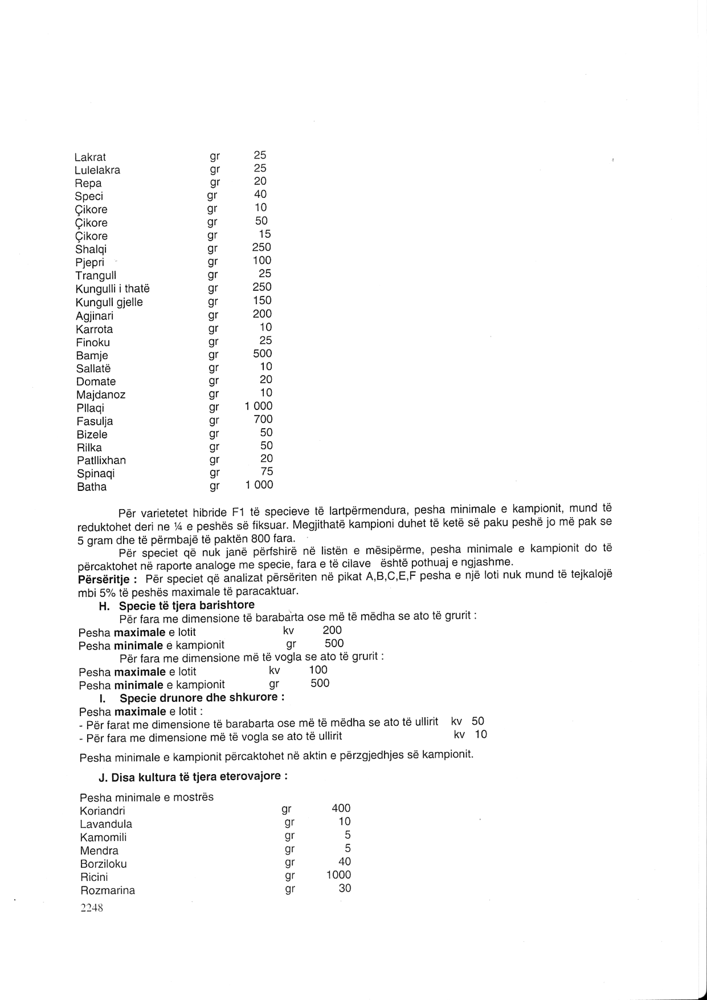 Lakrat gr 25
Lulelakra gr 25
Repa gr 20
Speci gr 40
Çikore gr 10
Çikore gr 50
Çikore gr 15
Shalqi gr 250
Pjepri gr 100
Trangull gr 25
Kungulli i thatë gr 250
Kungull gjelle gr 150
Agjinari gr 200
Karrota gr 10
Finoku gr 25
Bamje gr 500
Sallatë gr 10
Domate gr 20
Majdanoz gr 10
Pllaqi gr 1 000
Fasulja gr 700
Bizele gr 50
Rilka gr 50
Patllixhan gr 20
Spinaqi gr 75
Batha gr 1 000
Për varietetet hibride F1 të specieve të lartpërmendura, pesha minimale e kampionit, mund të
reduktohet deri ne ¼ e peshës së fiksuar. Megjithatë kampioni duhet të ketë së paku peshë jo më pak se
5 gram dhe të përmbajë të paktën 800 fara.
Për speciet që nuk janë përfshirë në listën e mësipërme, pesha minimale e kampionit do të
përcaktohet në raporte analoge me specie, fara e të cilave është pothuaj e ngjashme.
Përsëritje : Për speciet që analizat përsëriten në pikat A,B,C,E,F pesha e një loti nuk mund të tejkalojë
mbi 5% të peshës maximale të paracaktuar.
H. Specie të tjera barishtore
Për fara me dimensione të barabarta ose më të mëdha se ato të grurit :
Pesha maximale e lotit kv 200
Pesha minimale e kampionit gr 500
Për fara me dimensione më të vogla se ato të grurit :
Pesha maximale e lotit kv 100
Pesha minimale e kampionit gr 500
I. Specie drunore dhe shkurore :
Pesha maximale e lotit :
- Për farat me dimensione të barabarta ose më të mëdha se ato të ullirit kv 50
- Për fara me dimensione më të vogla se ato të ullirit kv 10
Pesha minimale e kampionit përcaktohet në aktin e përzgjedhjes së kampionit.
J. Disa kultura të tjera eterovajore :
Pesha minimale e mostrës
Koriandri gr 400
Lavandula gr 10
Kamomili gr 5
Mendra gr 5
Borziloku gr 40
Ricini gr 1000
Rozmarina gr 30
2248